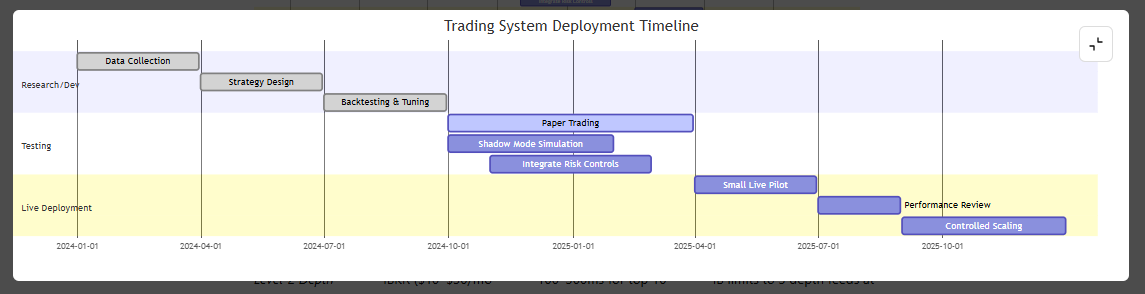 Trading System Deployment Timeline
Data Collection
Research/Dev
Strategy Design
Backtesting & Tuning
Paper Trading
Testing
Shadow Mode Simulation
Integrate Risk Controls
Small Live Pilot
Live Deployment
Performance Review
Controlled Scaling
2024-01-01 2024-04-01 2024-07-01 2024-10-01 2025-01-01 2025-04-01 2025-07-01 2025-10-01